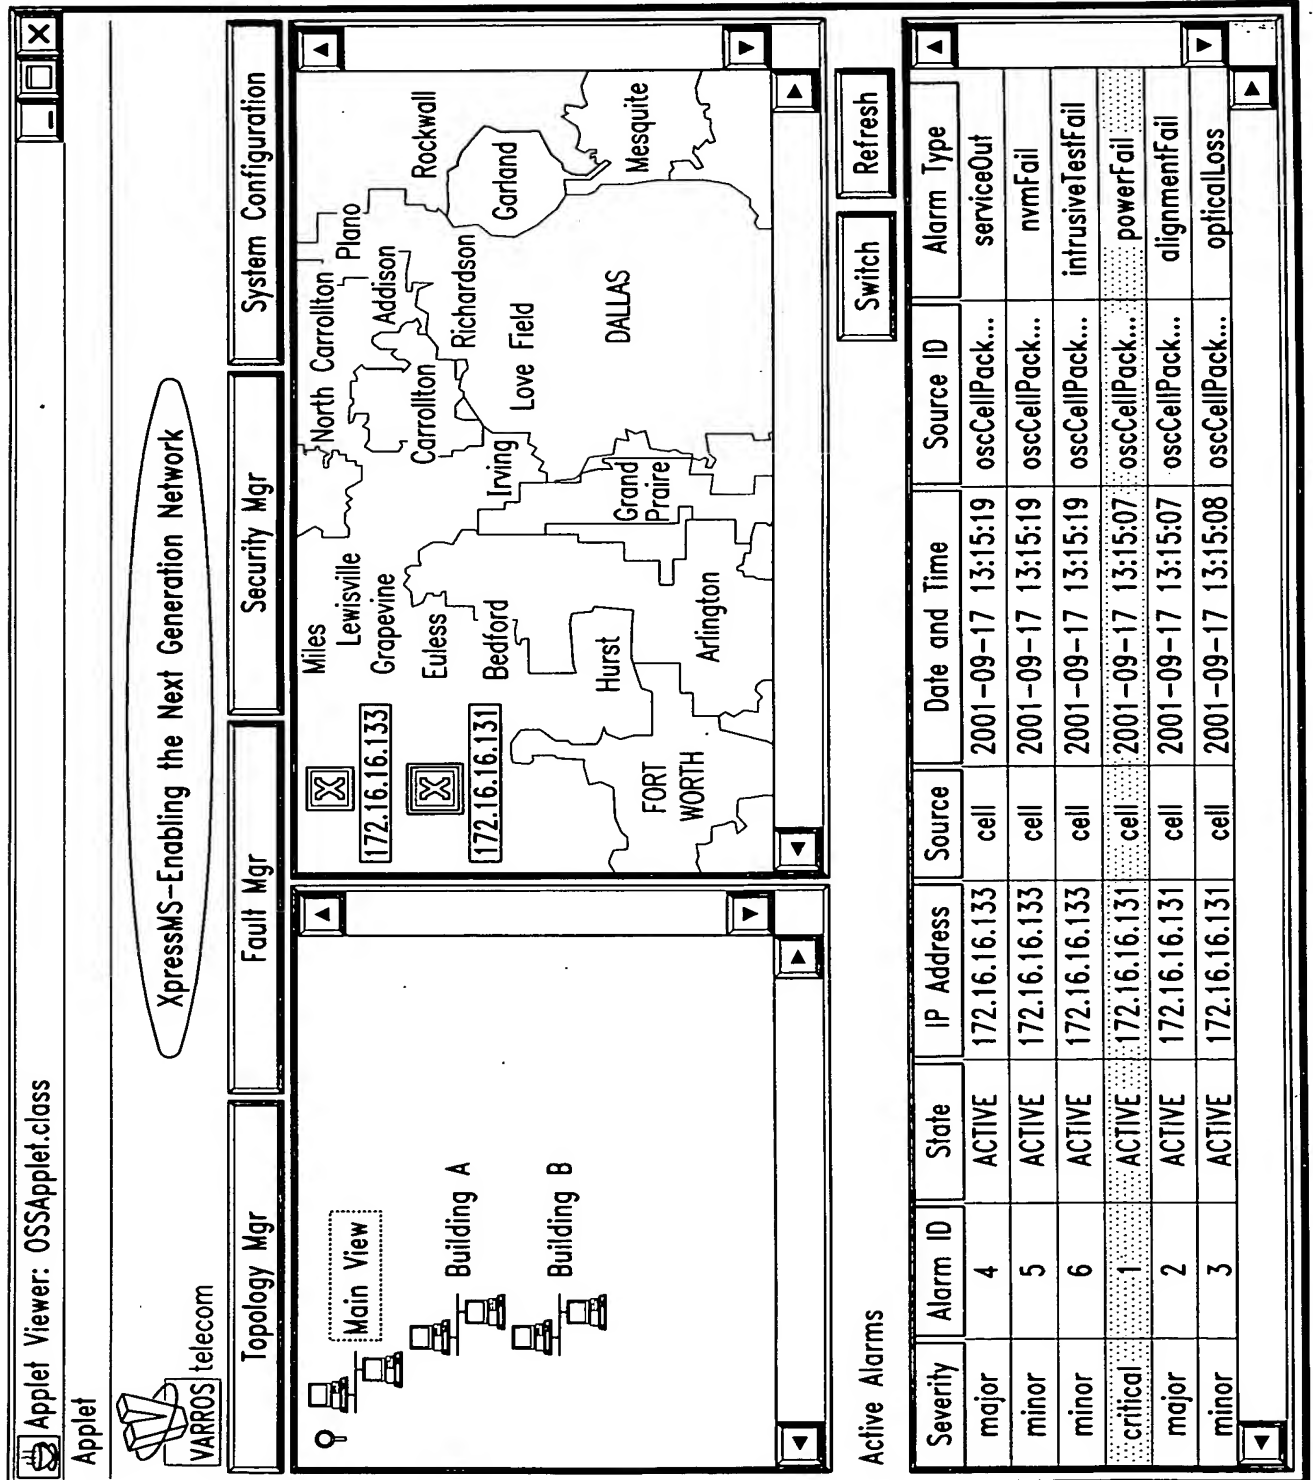 Applet Viewer: OSSApplet.class
Applet
VARROS telecom
XpressMS-Enabling the Next Generation Network
Topology Mgr
Fault Mgr
Security Mgr
System Configuration
Main View
Building A
Building B
172.16.16.133
172.16.16.131
Miles
Lewisville
Grapevine
Euless
Bedford
Hurst
Arlington
FORT
WORTH
North Carrollton
Carrollton
Irving
Grand
Praire
Plano
Addison
Richardson
Love Field
DALLAS
Rockwall
Garland
Mesquite
Active Alarms
Switch
Refresh
Severity Alarm ID State IP Address Source Date and Time Source ID Alarm Type
major 4 ACTIVE 172.16.16.133 cell 2001-09-17 13:15:19 oscCellPack... serviceOut
minor 5 ACTIVE 172.16.16.133 cell 2001-09-17 13:15:19 oscCellPack... nvmFail
minor 6 ACTIVE 172.16.16.133 cell 2001-09-17 13:15:19 oscCellPack... intrusiveTestFail
critical 1 ACTIVE 172.16.16.131 cell 2001-09-17 13:15:07 oscCellPack... powerFail
major 2 ACTIVE 172.16.16.131 cell 2001-09-17 13:15:07 oscCellPack... alignmentFail
minor 3 ACTIVE 172.16.16.131 cell 2001-09-17 13:15:08 oscCellPack... opticalLoss